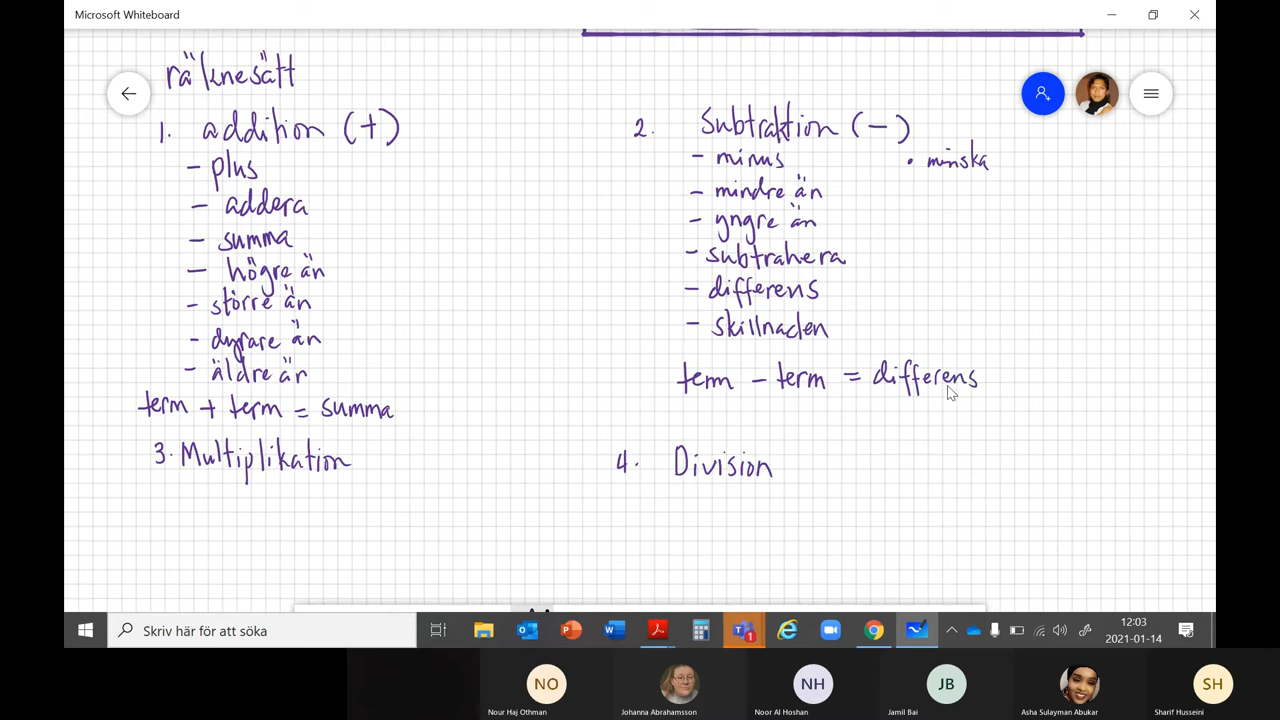 Microsoft Whiteboard
räknesätt
1. addition (+)
- plus
- addera
- summa
- högre än
- större än
- dyrare än
- äldre än
term + term = summa
3. Multiplikation
2. Subtraktion (-)
- minus
• minska
- mindre än
- yngre än
- subtrahera
- differens
- skillnaden
term - term = differens
4. Division
Skriv här för att söka
12:03
2021-01-14
NO
NH
JB
SH
Nour Haj Othman
Johanna Abrahamsson
Noor Al Hoshan
Jamil Bai
Asha Sulayman Abukar
Sharif Husseini